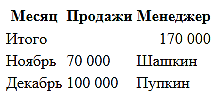 Месяц Продажи Менеджер
Итого 170 000
Ноябрь 70 000 Шашкин
Декабрь 100 000 Пупкин